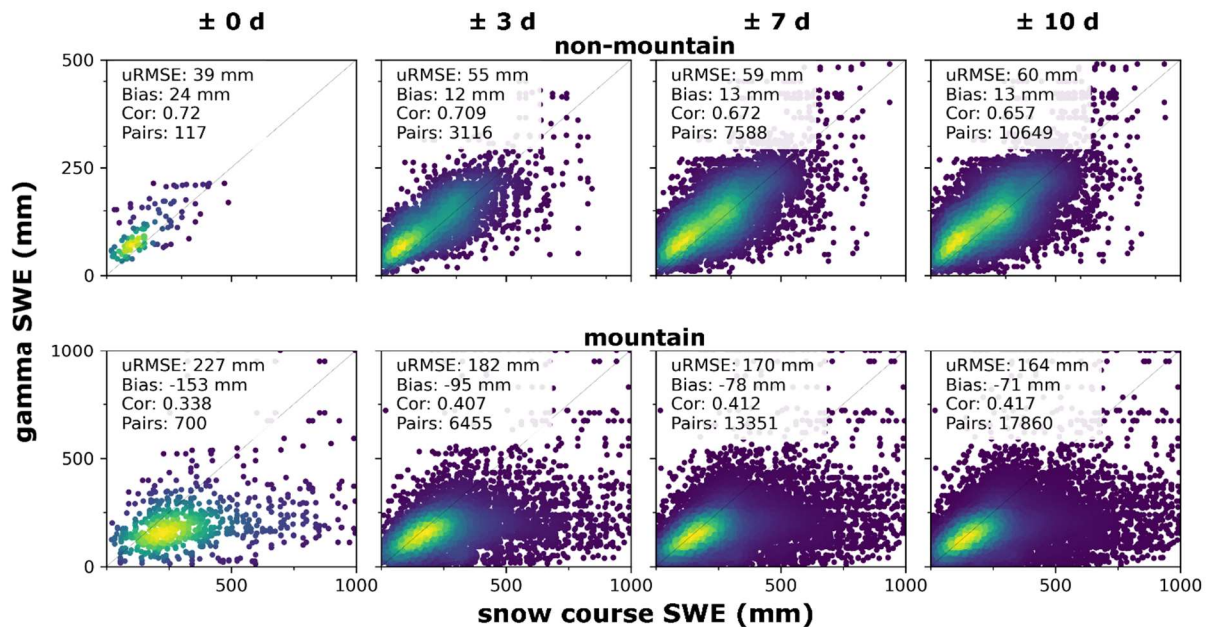 ± 0 d ± 3 d ± 7 d ± 10 d
non-mountain
500
250
0
uRMSE: 39 mm
Bias: 24 mm
Cor: 0.72
Pairs: 117
uRMSE: 55 mm
Bias: 12 mm
Cor: 0.709
Pairs: 3116
uRMSE: 59 mm
Bias: 13 mm
Cor: 0.672
Pairs: 7588
uRMSE: 60 mm
Bias: 13 mm
Cor: 0.657
Pairs: 10649
500 500 1000 500 1000 500 1000
gamma SWE (mm)
mountain
1000
500
0
uRMSE: 227 mm
Bias: -153 mm
Cor: 0.338
Pairs: 700
uRMSE: 182 mm
Bias: -95 mm
Cor: 0.407
Pairs: 6455
uRMSE: 170 mm
Bias: -78 mm
Cor: 0.412
Pairs: 13351
uRMSE: 164 mm
Bias: -71 mm
Cor: 0.417
Pairs: 17860
500 500 1000 500 1000 500 1000
snow course SWE (mm)